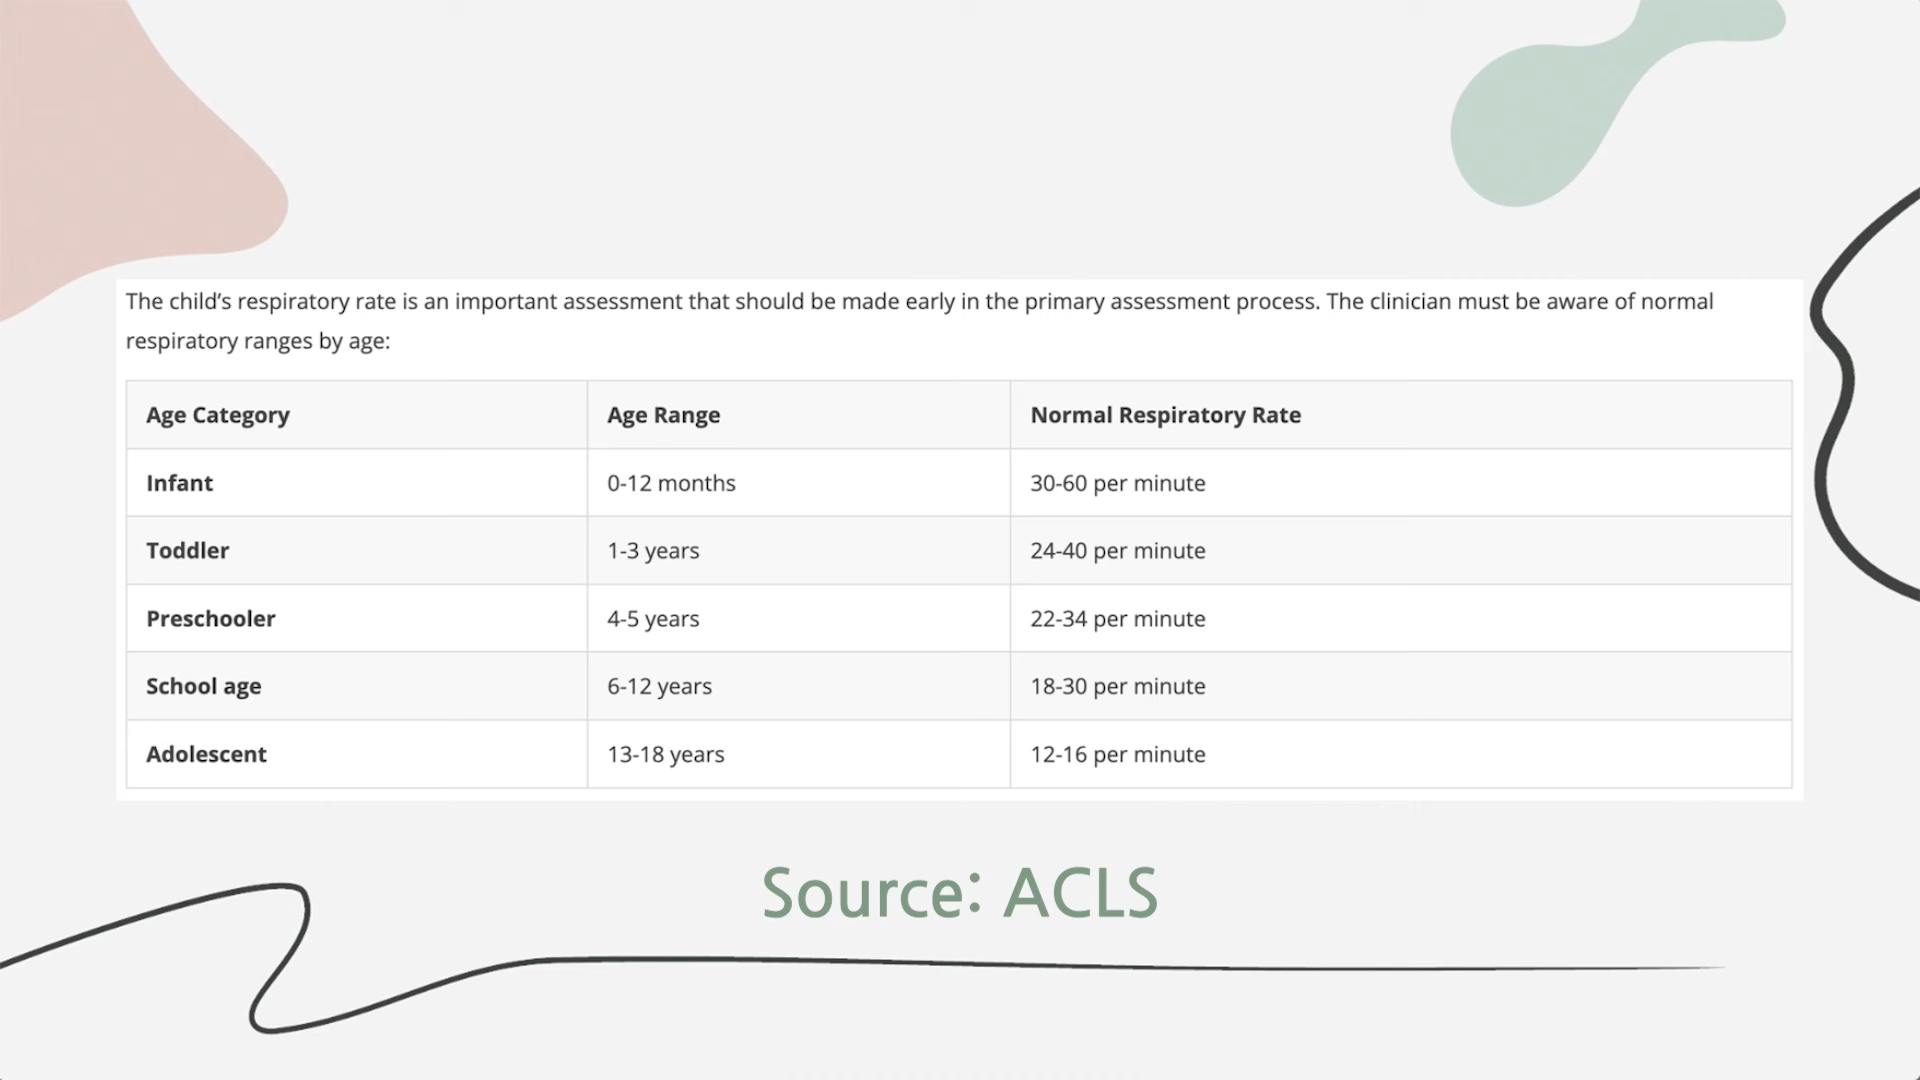 The child’s respiratory rate is an important assessment that should be made early in the primary assessment process. The clinician must be aware of normal
respiratory ranges by age:
Age Category Age Range Normal Respiratory Rate
Infant 0-12 months 30-60 per minute
Toddler 1-3 years 24-40 per minute
Preschooler 4-5 years 22-34 per minute
School age 6-12 years 18-30 per minute
Adolescent 13-18 years 12-16 per minute
Source: ACLS